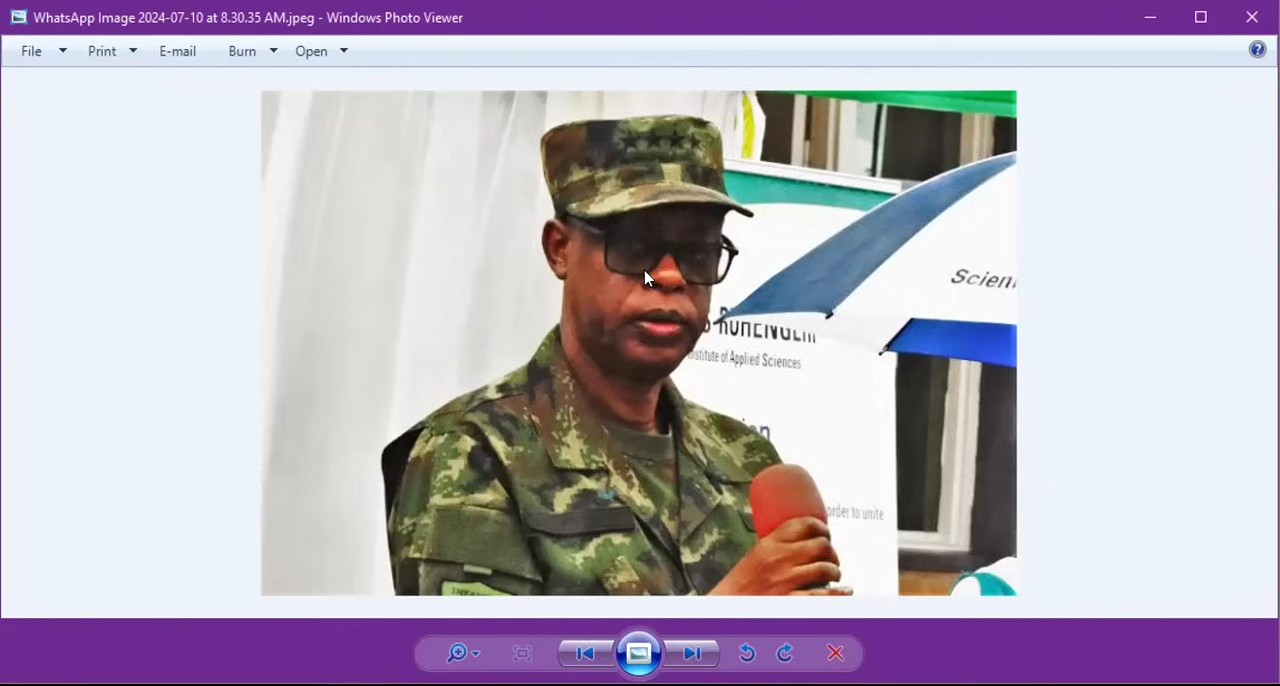 WhatsApp Image 2024-07-10 at 8.30.35 AM.jpeg - Windows Photo Viewer
File Print E-mail Burn Open
Scien
RUHENGERI
Institute of Applied Sciences
order to unite